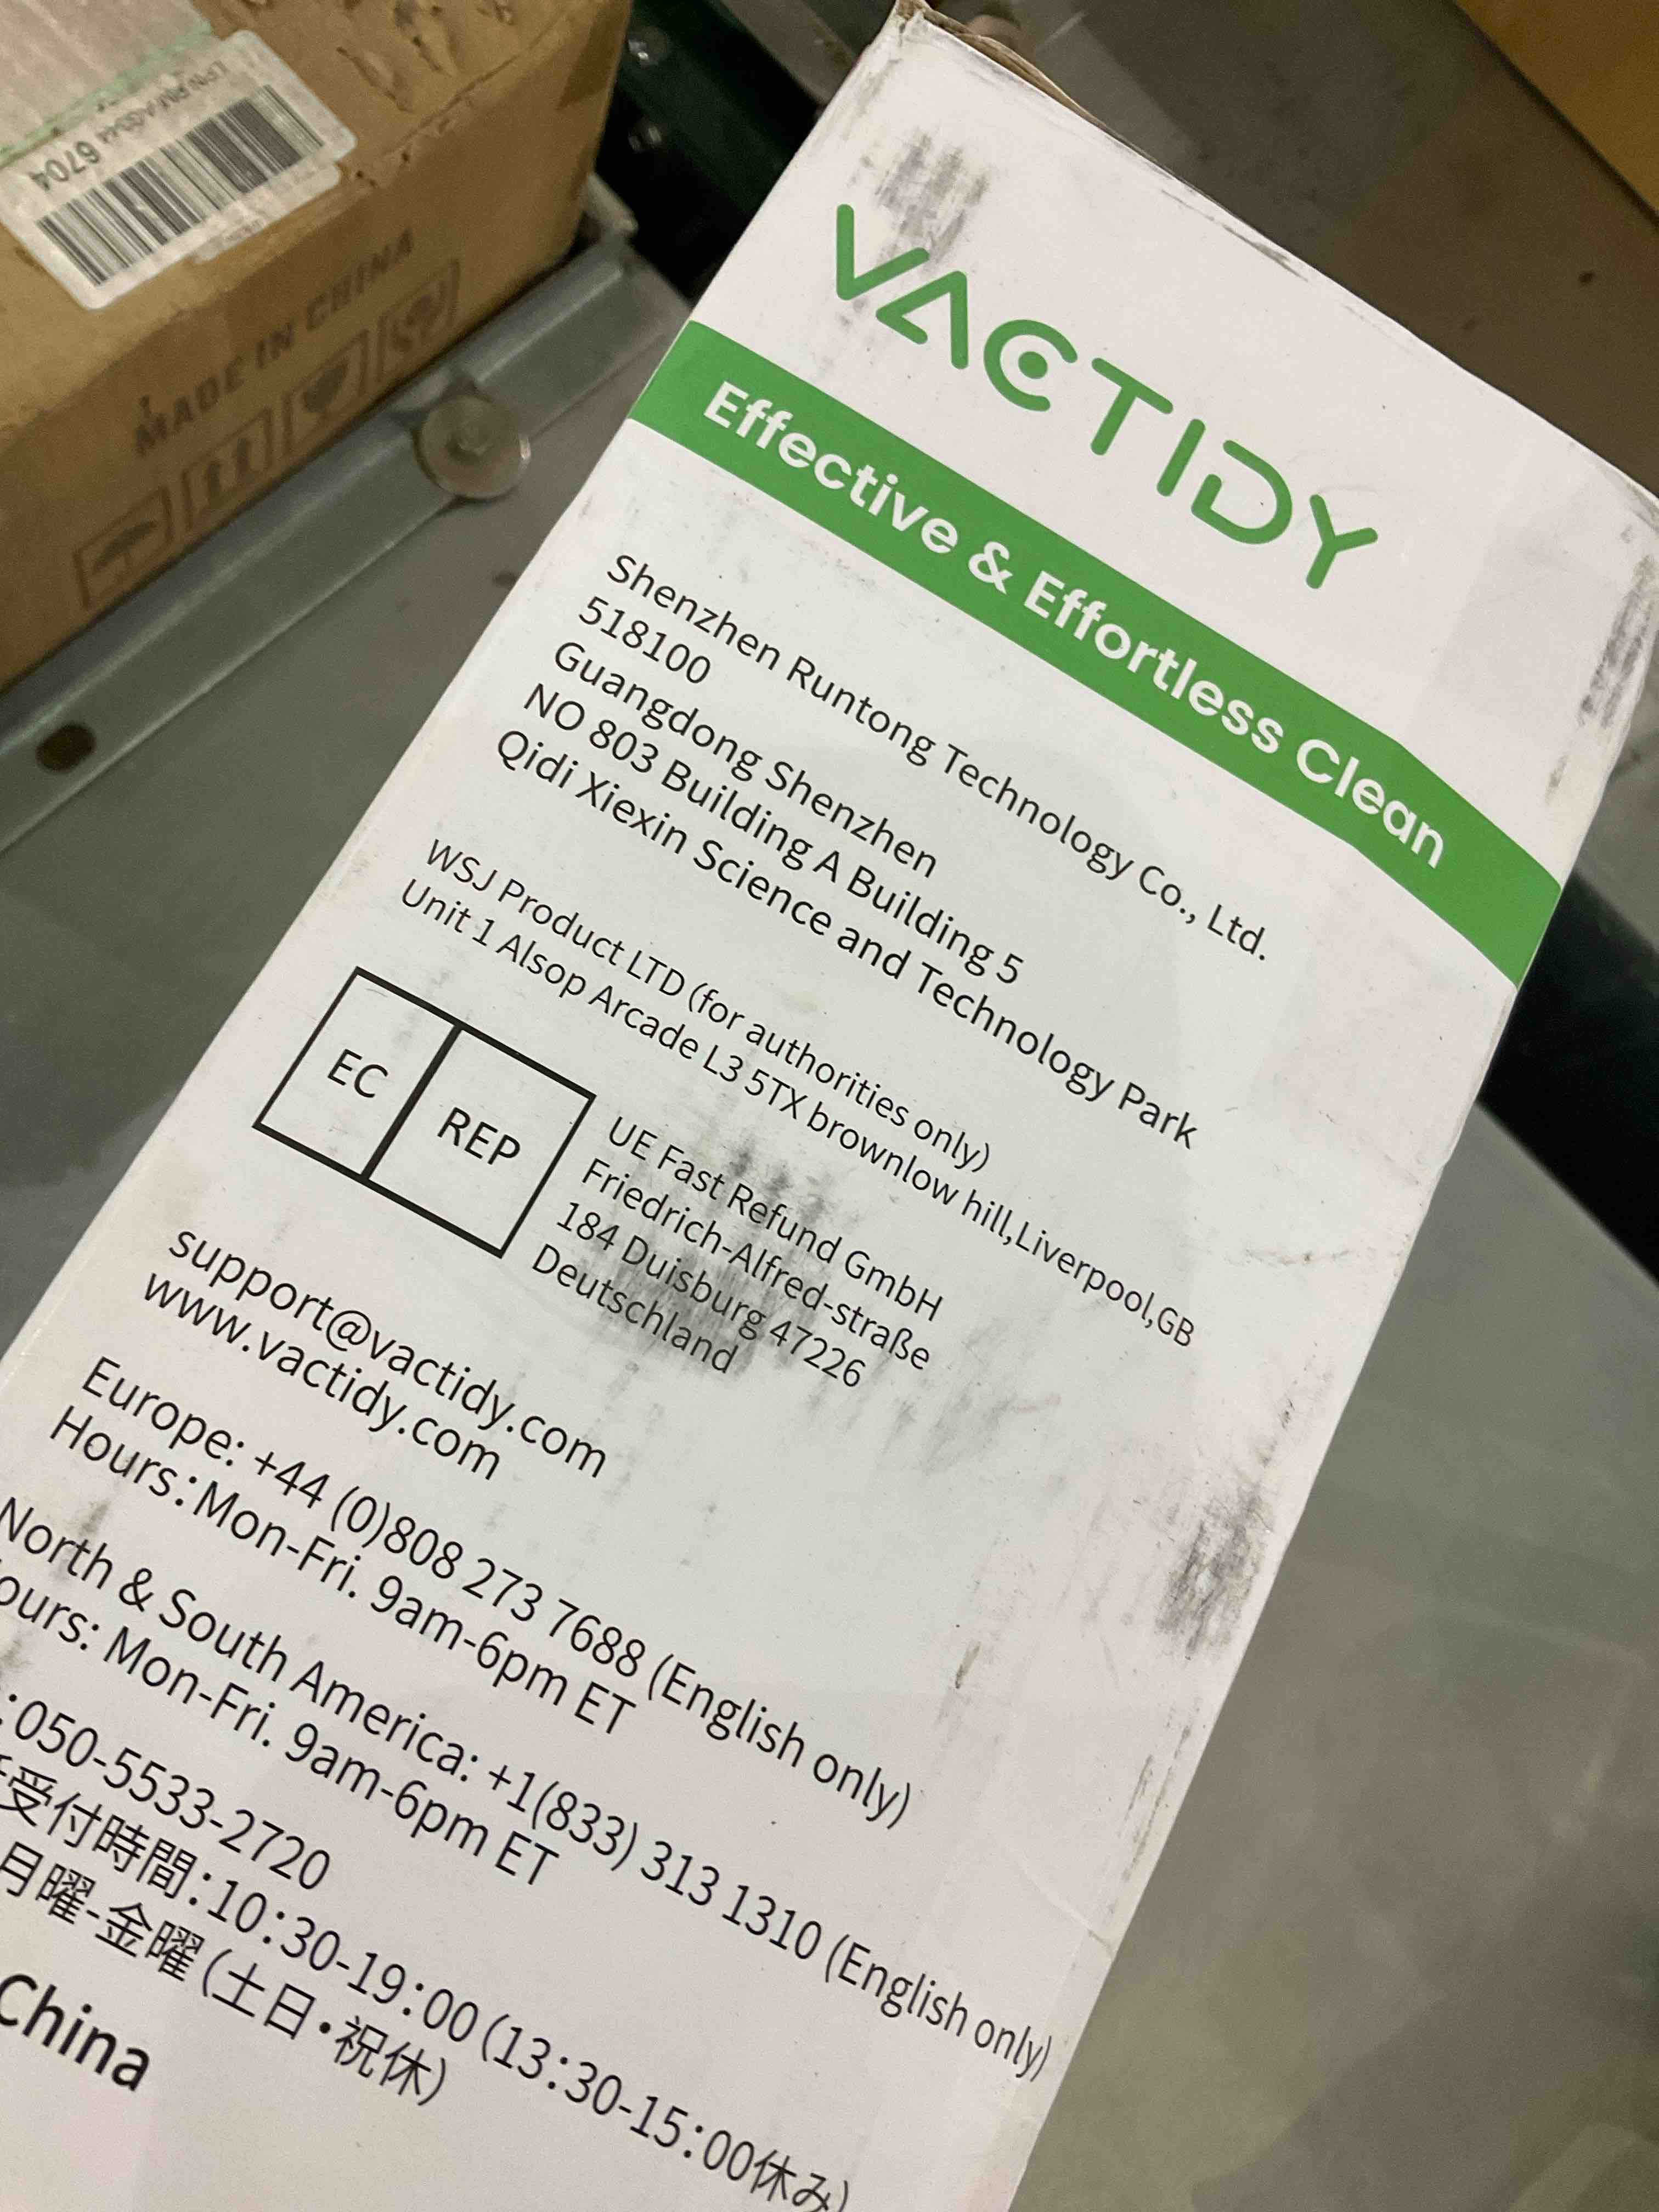 6704
MADE IN CHINA
VACTIDY
Effective & Effortless Clean
Shenzhen Runtong Technology Co., Ltd.
518100
Guangdong Shenzhen
NO 803 Building A Building 5
Qidi Xiexin Science and Technology Park
WSJ Product LTD (for authorities only)
Unit 1 Alsop Arcade L3 5TX brownlow hill,Liverpool,GB
EC REP
UE Fast Refund GmbH
Friedrich-Alfred-straße
184 Duisburg 47226
Deutschland
support@vactidy.com
www.vactidy.com
Europe: +44 (0)808 273 7688 (English only)
Hours:Mon-Fri. 9am-6pm ET
North & South America: +1(833) 313 1310 (English only)
ours: Mon-Fri. 9am-6pm ET
:050-5533-2720
受付時間:10:30-19:00 (13:30-15:00休み)
月曜-金曜 (土日・祝休)
China